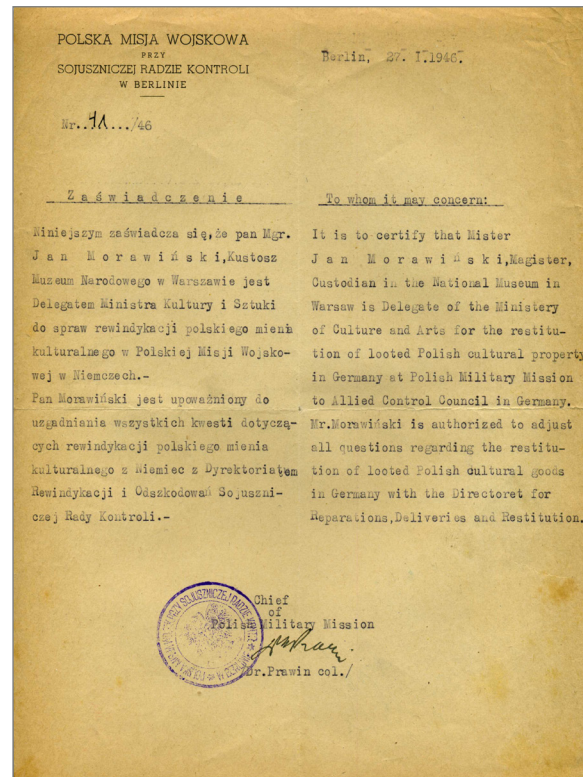 POLSKA MISJA WOJSKOWA
PRZY
SOJUSZNICZEJ RADZIE KONTROLI
W BERLINIE
Berlin, 27. I.1946.
Nr..11.../46
Zaświadczenie
Niniejszym zaświadcza się, że pan Mgr.
Jan Morawiński, Kustosz
Muzeum Narodowego w Warszawie jest
Delegatem Ministra Kultury i Sztuki
do spraw rewindykacji polskiego mienia
kulturalnego w Polskiej Misji Wojsko-
wej w Niemczech.-
Pan Morawiński jest upoważniony do
uzgadniania wszystkich kwesti dotyczą-
cych rewindykacji polskiego mienia
kulturalnego z Niemiec z Dyrektoriatem
Rewindykacji i Odszkodowań Sojuszni-
czej Rady Kontroli.-
To whom it may concern:
It is to certify that Mister
Jan Morawiński, Magister,
Custodian in the National Museum in
Warsaw is Delegate of the Ministery
of Culture and Arts for the restitu-
tion of looted Polish cultural property
in Germany at Polish Military Mission
to Allied Control Council in Germany.
Mr.Morawiński is authorized to adjust
all questions regarding the restitu-
tion of looted Polish cultural goods
in Germany with the Directoret for
Reparations, Deliveries and Restitution.
Chief
of
Polish Military Mission
Dr.Prawin col./